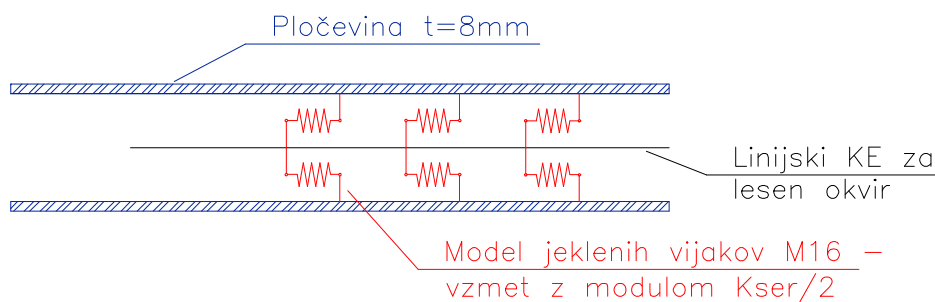 Pločevina t=8mm
Linijski KE za
lesen okvir
Model jeklenih vijakov M16 –
vzmet z modulom Kser/2